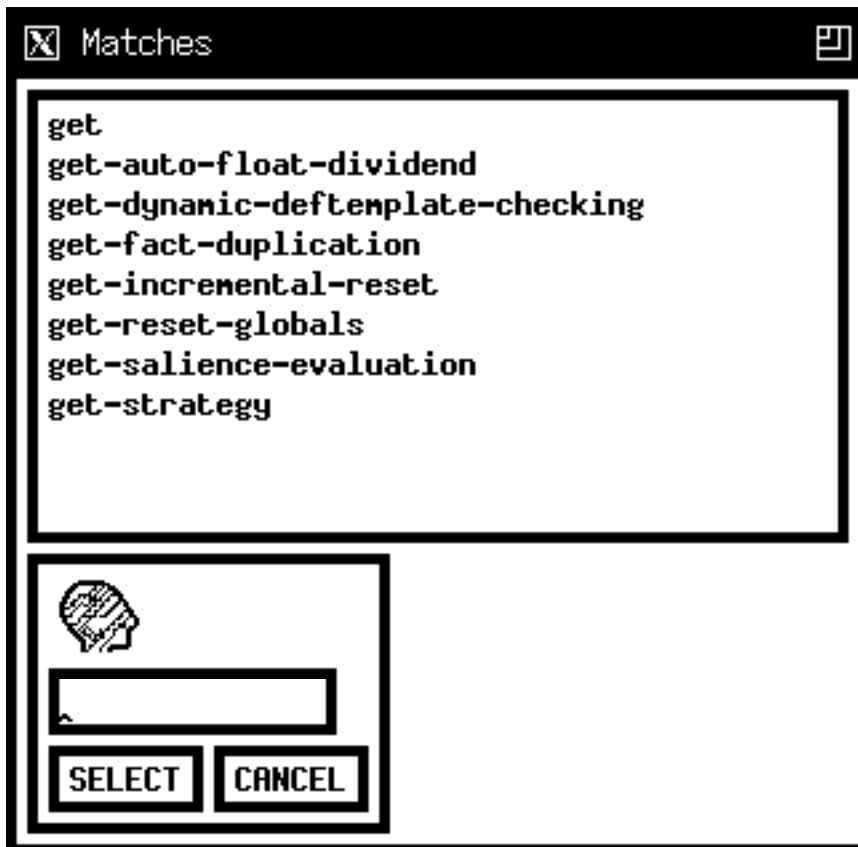 Matches
get
get-auto-float-dividend
get-dynamic-deftemplate-checking
get-fact-duplication
get-incremental-reset
get-reset-globals
get-salience-evaluation
get-strategy
^
SELECT CANCEL